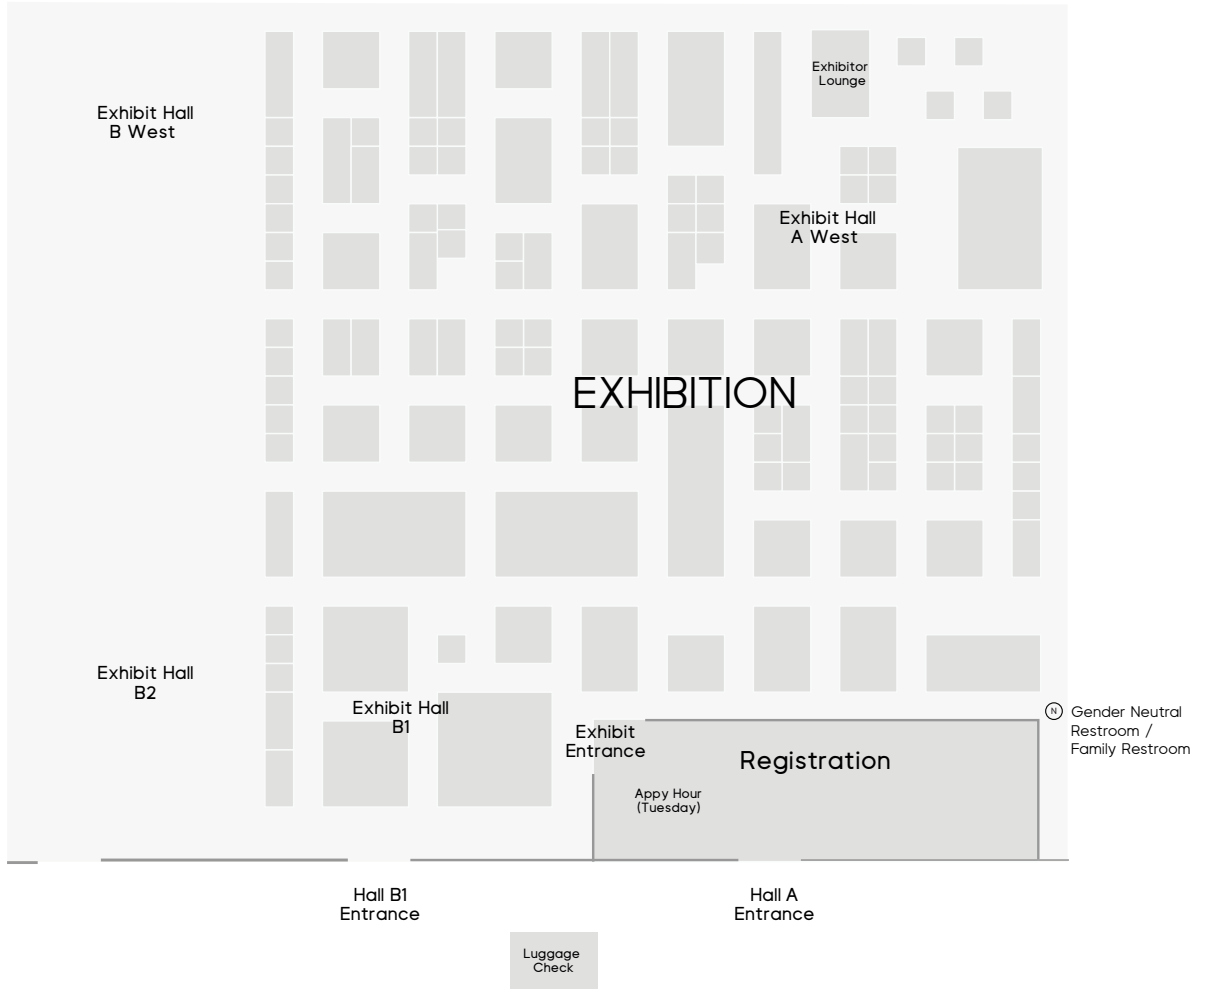 Exhibitor
Lounge
Exhibit Hall
B West
Exhibit Hall
A West
EXHIBITION
Exhibit Hall
B2
Exhibit Hall
B1
Exhibit
Entrance
Registration
N
Gender Neutral
Restroom /
Family Restroom
Appy Hour
(Tuesday)
Hall B1
Entrance
Hall A
Entrance
Luggage
Check